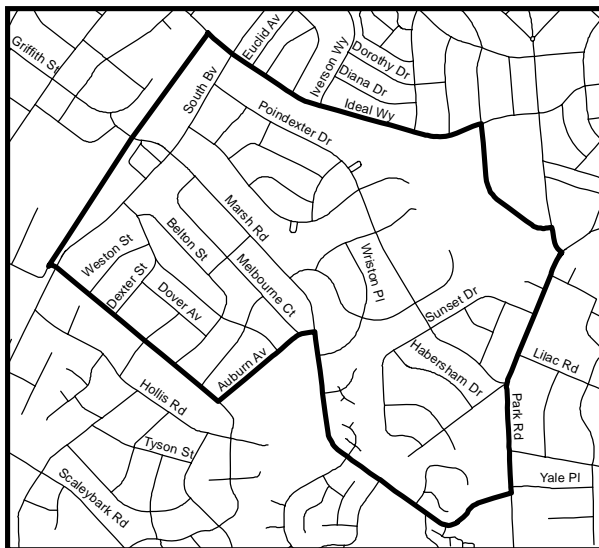 Griffith St
Euclid Av
Iverson Wy
Dorothy Dr
Diana Dr
Ideal Wy
South Bv
Poindexter Dr
Marsh Rd
Belton St
Weston St
Dexter St
Dover Av
Melbourne Ct
Wriston Pl
Sunset Dr
Auburn Av
Habersham Dr
Lilac Rd
Park Rd
Hollis Rd
Tyson St
Scaleybark Rd
Yale Pl